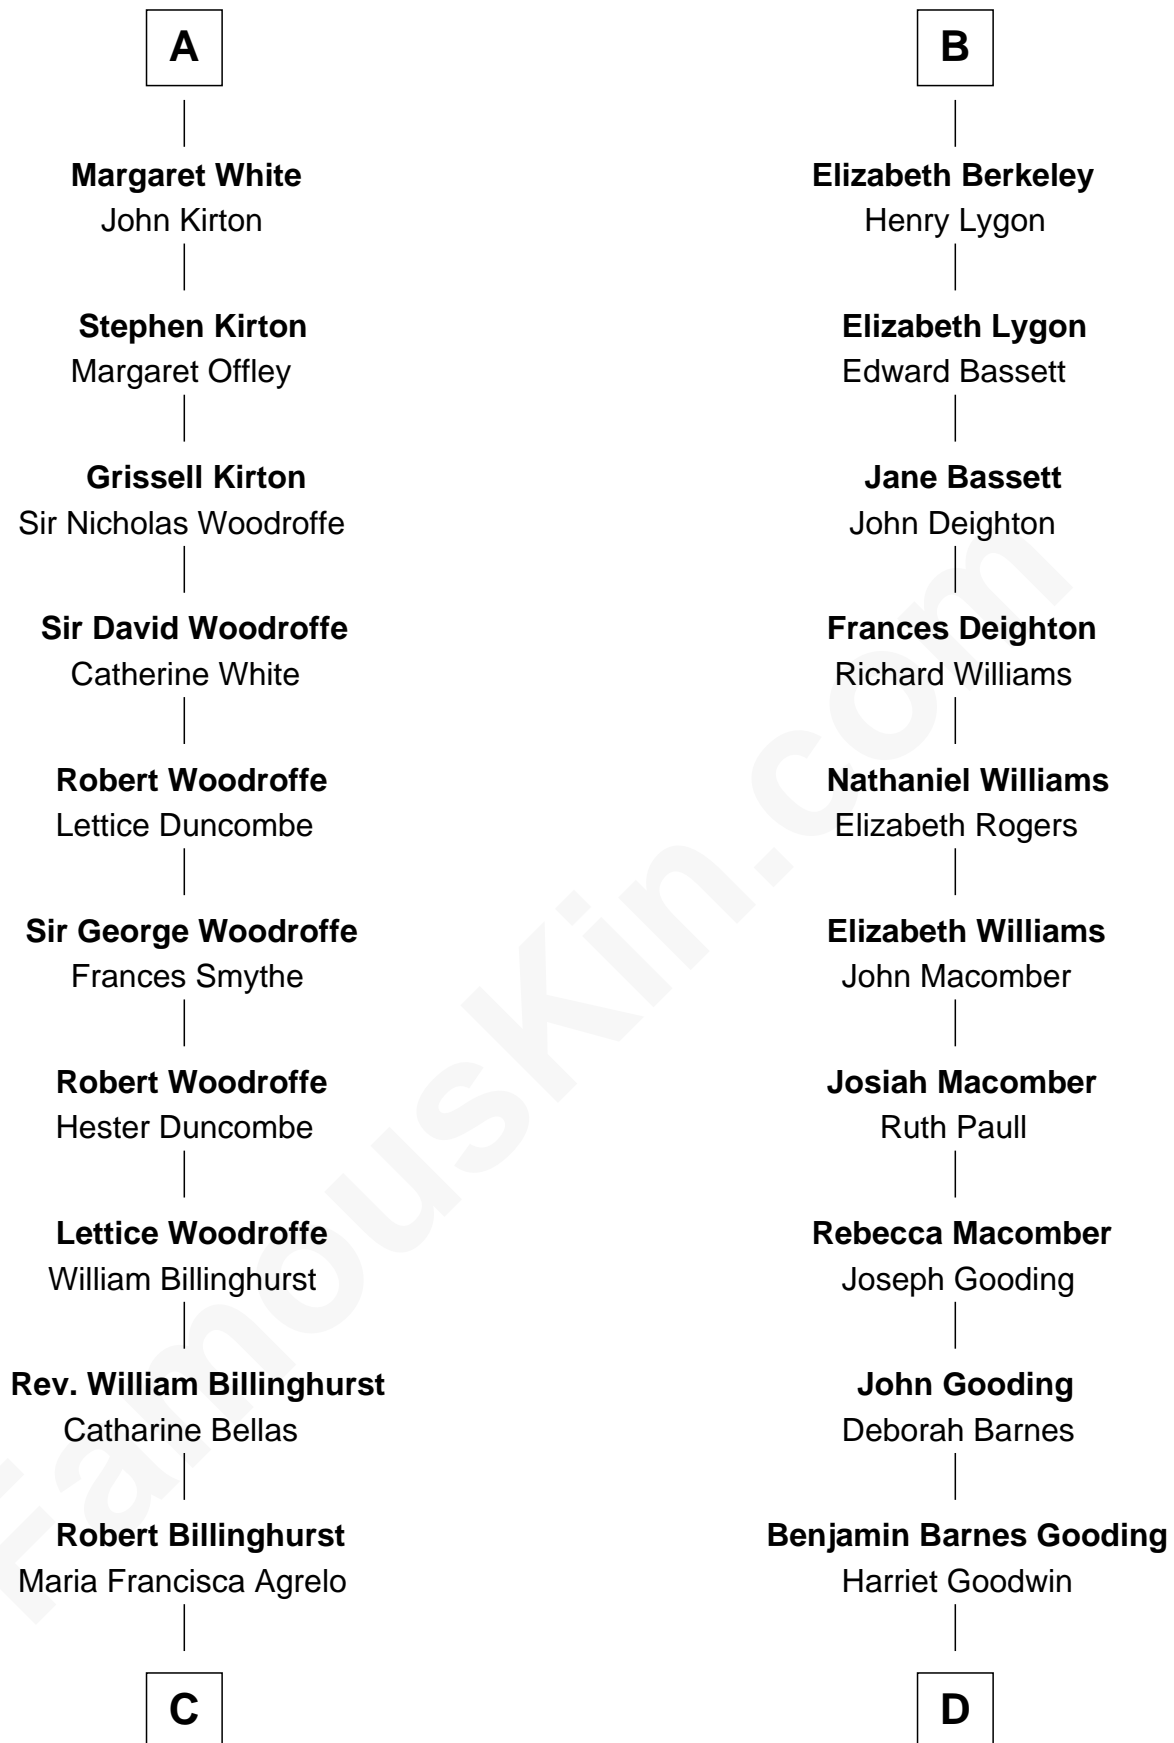 A
Margaret White
John Kirton
Stephen Kirton
Margaret Offley
Grissell Kirton
Sir Nicholas Woodroffe
Sir David Woodroffe
Catherine White
Robert Woodroffe
Lettice Duncombe
Sir George Woodroffe
Frances Smythe
Robert Woodroffe
Hester Duncombe
Lettice Woodroffe
William Billinghurst
Rev. William Billinghurst
Catharine Bellas
Robert Billinghurst
Maria Francisca Agrelo
C
B
Elizabeth Berkeley
Henry Lygon
Elizabeth Lygon
Edward Bassett
Jane Bassett
John Deighton
Frances Deighton
Richard Williams
Nathaniel Williams
Elizabeth Rogers
Elizabeth Williams
John Macomber
Josiah Macomber
Ruth Paull
Rebecca Macomber
Joseph Gooding
John Gooding
Deborah Barnes
Benjamin Barnes Gooding
Harriet Goodwin
D
FamousKin.com